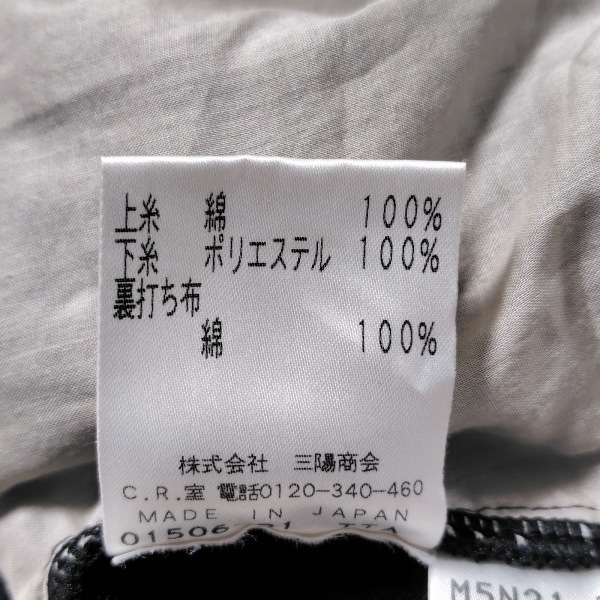 上糸 綿 100%
下糸 ポリエステル 100%
裏打ち布
綿 100%
株式会社 三陽商会
C.R.室 電話0120-340-460
MADE IN JAPAN
01506
M5N21